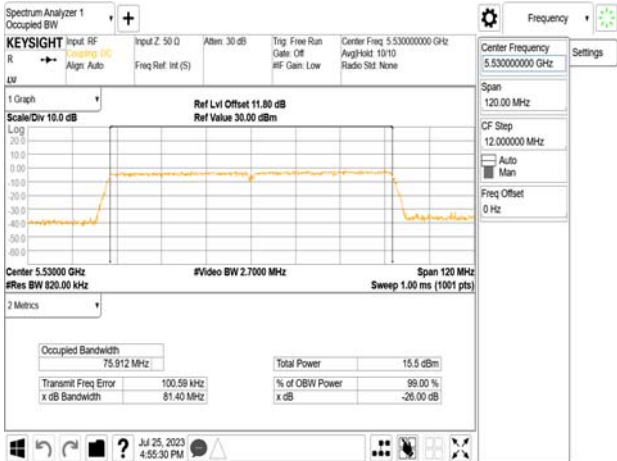 Spectrum Analyzer 1
Occupied BW
KEYSIGHT
R
Input: RF
Coupling: DC
Align: Auto
Input Z: 50 Ω
Freq Ref: Int (S)
Atten: 30 dB
Trig: Free Run
Gate: Off
#IF Gain: Low
Center Freq: 5.530000000 GHz
Avg|Hold: 10/10
Radio Std: None
1 Graph
Scale/Div 10.0 dB
Ref Lvl Offset 11.80 dB
Ref Value 30.00 dBm
Log
20.0
10.0
0.00
-10.0
-20.0
-30.0
-40.0
-50.0
-60.0
Center 5.53000 GHz
#Res BW 820.00 kHz
#Video BW 2.7000 MHz
Span 120 MHz
Sweep 1.00 ms (1001 pts)
2 Metrics
Occupied Bandwidth
75.912 MHz
Total Power 15.5 dBm
Transmit Freq Error 100.59 kHz
% of OBW Power 99.00 %
x dB Bandwidth 81.40 MHz
x dB -26.00 dB
?
Jul 25, 2023
4:55:30 PM
Frequency
Settings
Center Frequency
5.530000000 GHz
Span
120.00 MHz
CF Step
12.000000 MHz
Auto
Man
Freq Offset
0 Hz